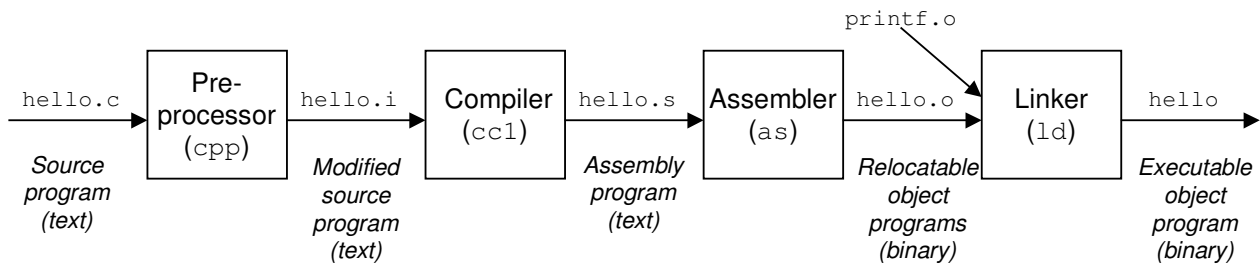 printf.o
hello.c
Pre-
processor
(cpp)
hello.i
Compiler
(cc1)
hello.s
Assembler
(as)
hello.o
Linker
(ld)
hello
Source
program
(text)
Modified
source
program
(text)
Assembly
program
(text)
Relocatable
object
programs
(binary)
Executable
object
program
(binary)